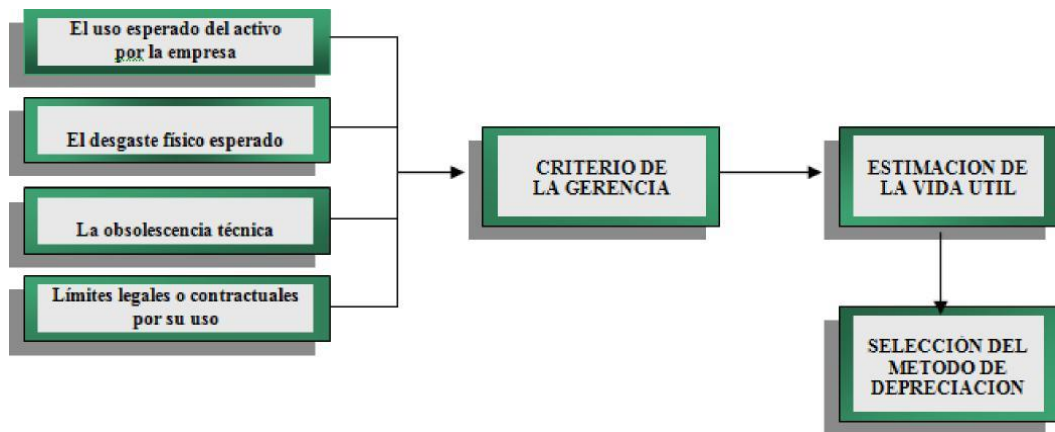 El uso esperado del activo
por la empresa
El desgaste físico esperado
La obsolescencia técnica
Límites legales o contractuales
por su uso
CRITERIO DE
LA GERENCIA
ESTIMACION DE
LA VIDA UTIL
SELECCIÓN DEL
METODO DE
DEPRECIACION